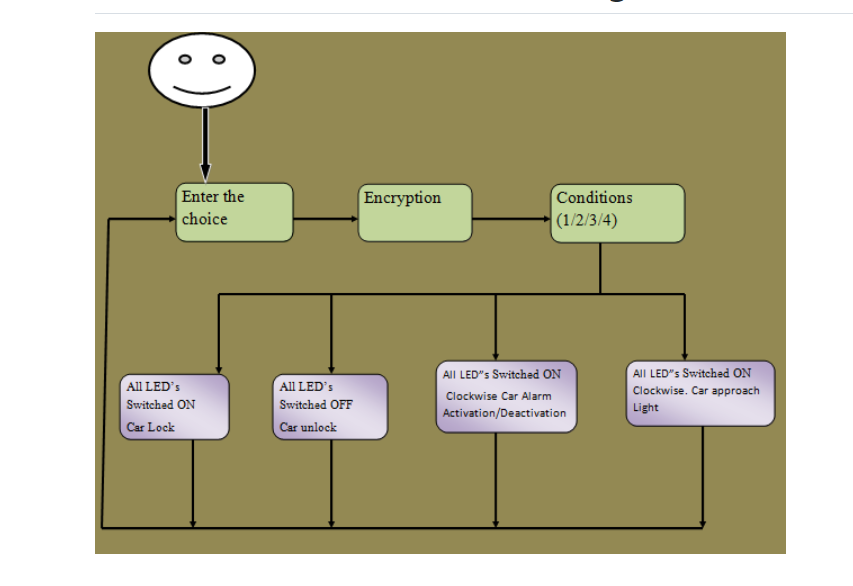 Enter the
choice
Encryption
Conditions
(1/2/3/4)
All LED's
Switched ON
Car Lock
All LED's
Switched OFF
Car unlock
All LED"s Switched ON
Clockwise Car Alarm
Activation/Deactivation
All LED"s Switched ON
Clockwise. Car approach
Light